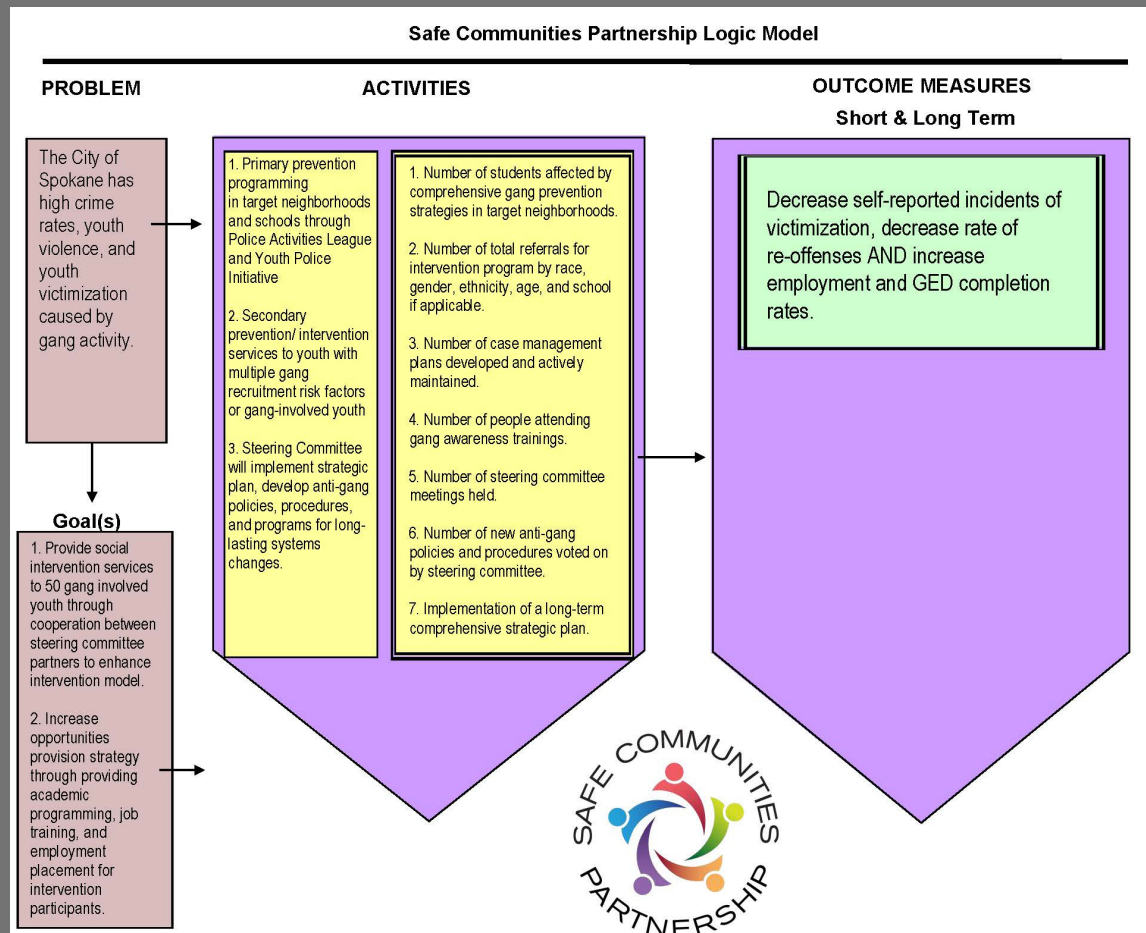 Safe Communities Partnership Logic Model
PROBLEM
ACTIVITIES
OUTCOME MEASURES
Short & Long Term
The City of
Spokane has
high crime
rates, youth
violence, and
youth
victimization
caused by
gang activity.
Goal(s)
1. Provide social
intervention services
to 50 gang involved
youth through
cooperation between
steering committee
partners to enhance
intervention model.
2. Increase
opportunities
provision strategy
through providing
academic
programming, job
training, and
employment
placement for
intervention
participants.
1. Primary prevention
programming
in target neighborhoods
and schools through
Police Activities League
and Youth Police
Initiative
2. Secondary
prevention/ intervention
services to youth with
multiple gang
recruitment risk factors
or gang-involved youth
3. Steering Committee
will implement strategic
plan, develop anti-gang
policies, procedures,
and programs for long-
lasting systems
changes.
1. Number of students affected by
comprehensive gang prevention
strategies in target neighborhoods.
2. Number of total referrals for
intervention program by race,
gender, ethnicity, age, and school
if applicable.
3. Number of case management
plans developed and actively
maintained.
4. Number of people attending
gang awareness trainings.
5. Number of steering committee
meetings held.
6. Number of new anti-gang
policies and procedures voted on
by steering committee.
7. Implementation of a long-term
comprehensive strategic plan.
Decrease self-reported incidents of
victimization, decrease rate of
re-offenses AND increase
employment and GED completion
rates.
SAFE COMMUNITIES
PARTNERSHIP